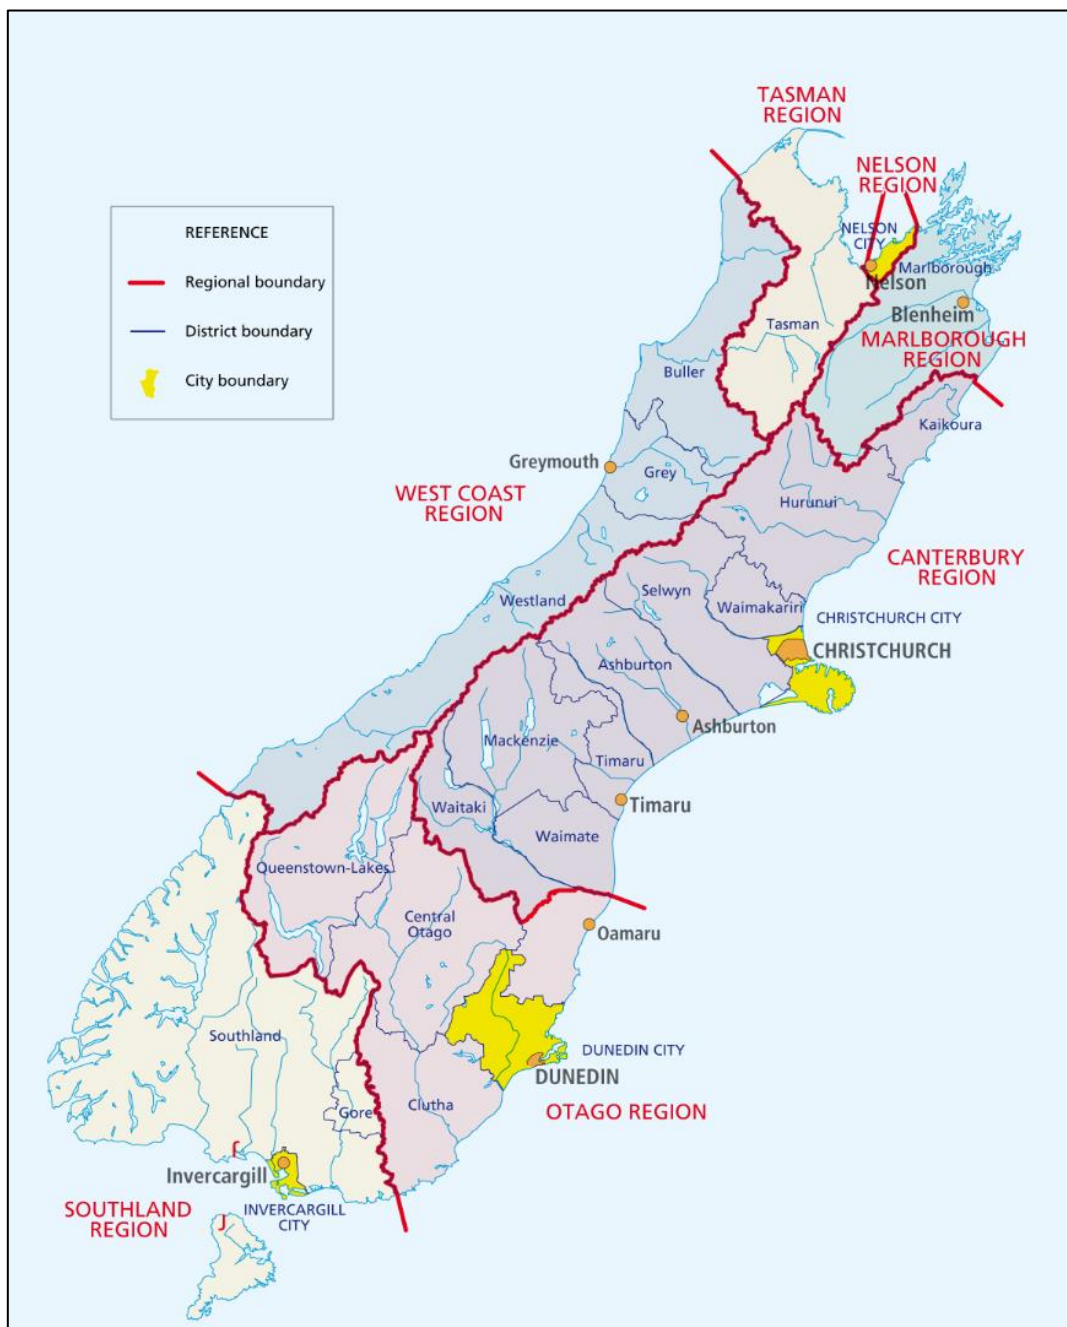 TASMAN
REGION
NELSON
REGION
REFERENCE
NELSON
CITY
Marlborough
Regional boundary
Nelson
Blenheim
District boundary
Tasman
MARLBOROUGH
REGION
Buller
City boundary
Kaikoura
Greymouth
Grey
WEST COAST
REGION
Hurunui
CANTERBURY
REGION
Selwyn
Westland
Waimakariri
CHRISTCHURCH CITY
CHRISTCHURCH
Ashburton
Ashburton
Mackenzie
Timaru
Waitaki
Timaru
Waimate
Queenstown-Lakes
Central
Otago
Oamaru
Southland
DUNEDIN CITY
DUNEDIN
Clutha
Gore
OTAGO REGION
Invercargill
SOUTHLAND
REGION
INVERCARGILL
CITY